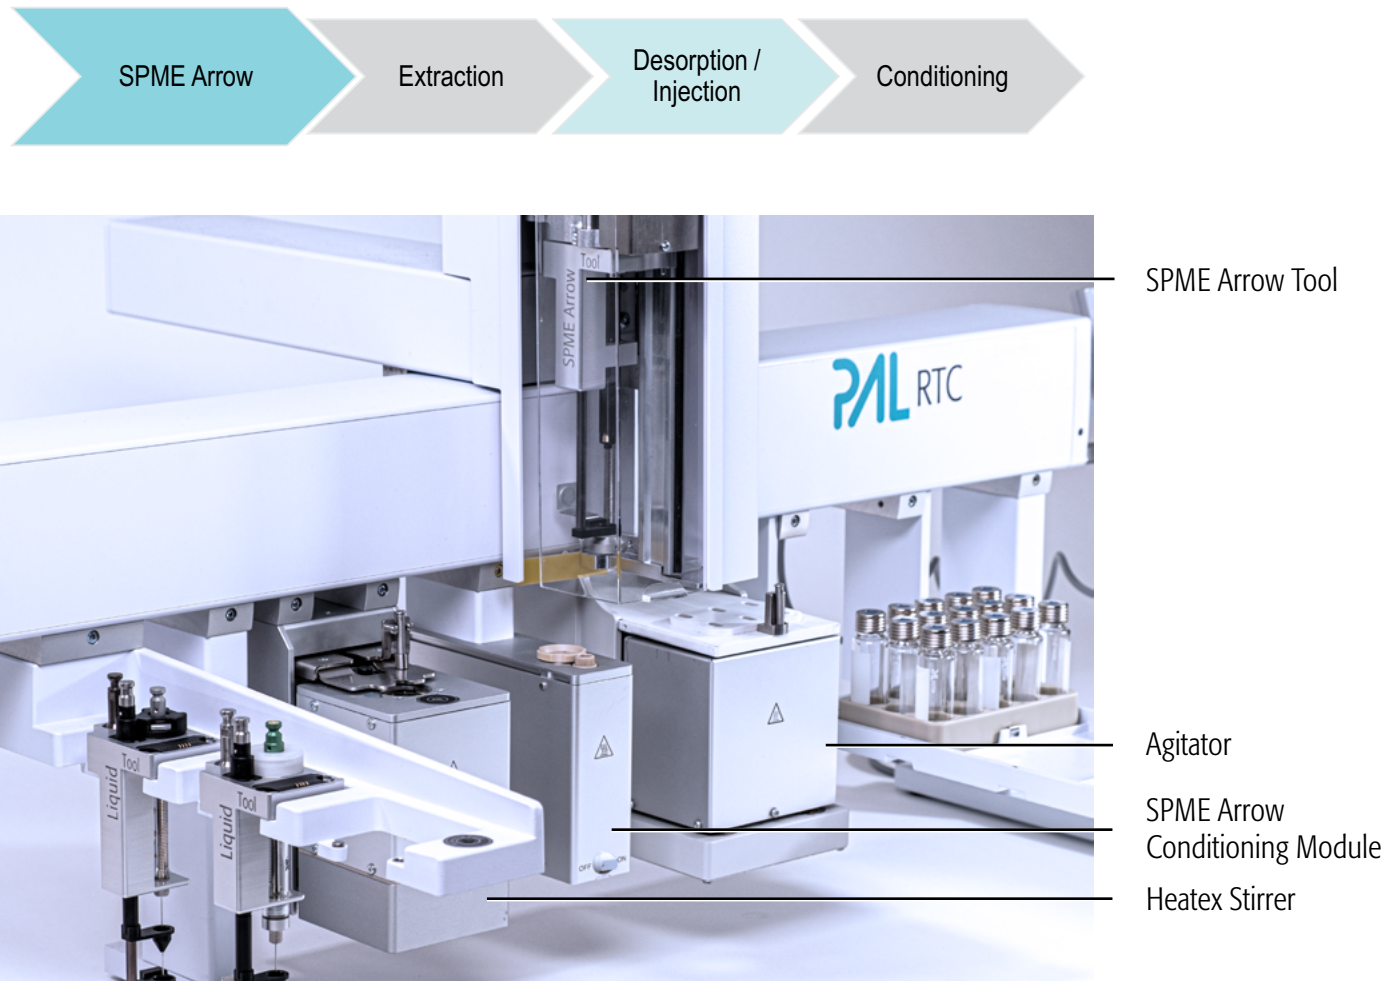 SPME Arrow
Extraction
Desorption /
Injection
Conditioning
Tool
SPME Arrow
SPME Arrow Tool
PAL RTC
Agitator
SPME Arrow
Conditioning Module
Heatex Stirrer
Tool
Liquid
Tool
Liquid
OFF ON